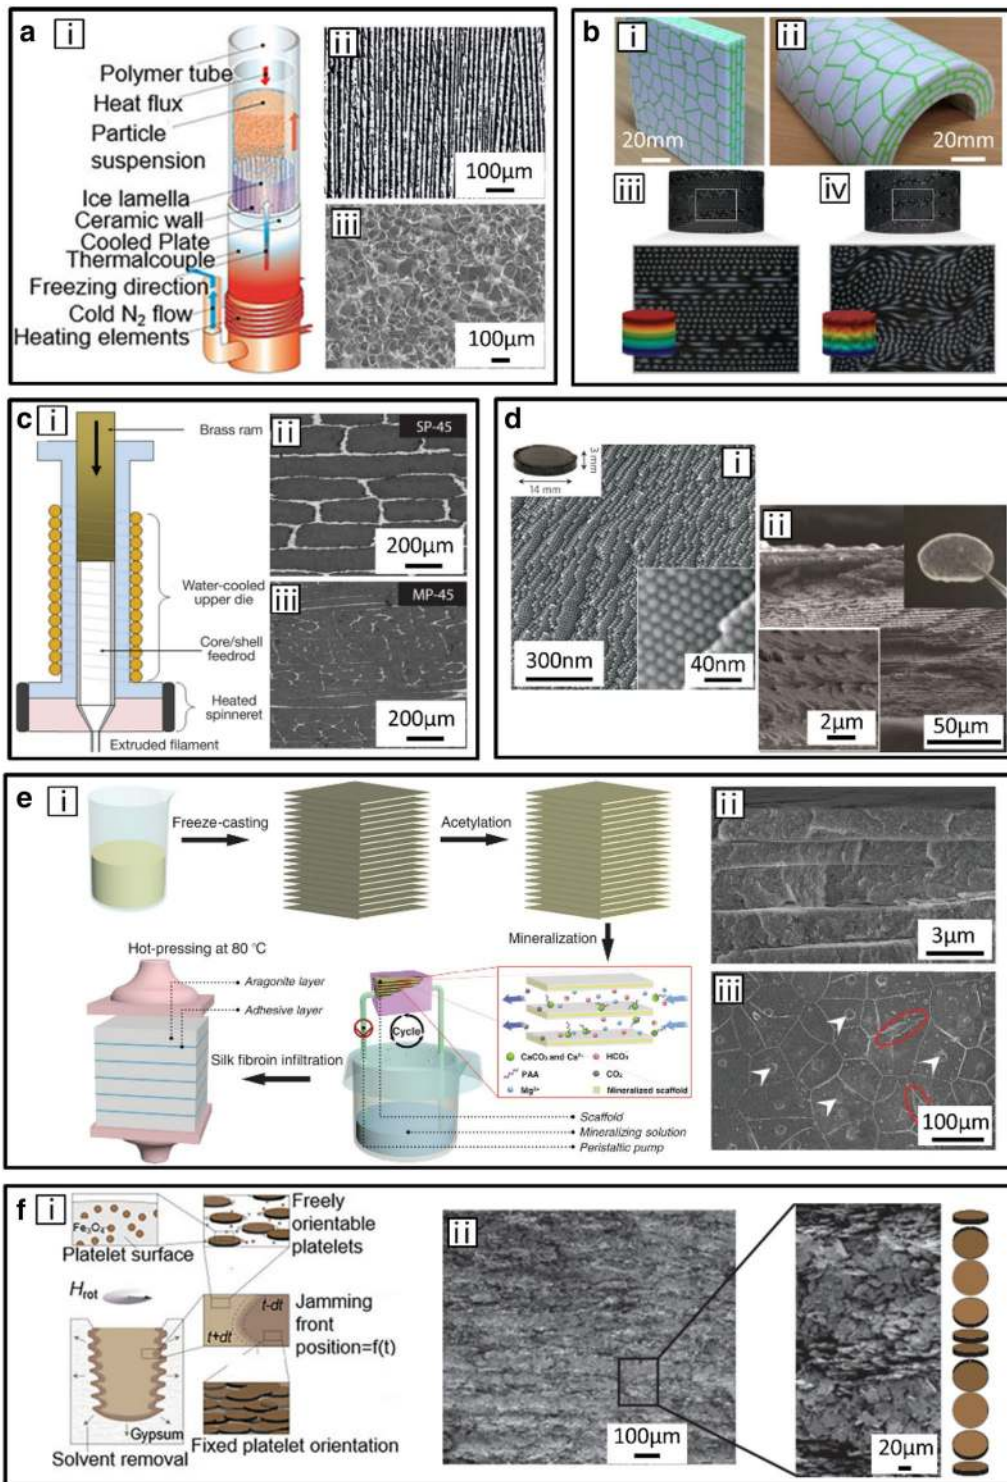 a
i
Polymer tube
Heat flux
Particle
suspension
Ice lamella
Ceramic wall
Cooled Plate
Thermalcouple
Freezing direction
Cold N₂ flow
Heating elements
ii
100μm
iii
100μm
b
i
20mm
ii
20mm
iii
iv
c
i
Brass ram
Water-cooled
upper die
Core/shell
feedrod
Heated
spinneret
Extruded filament
ii
SP-45
200μm
iii
MP-45
200μm
d
3 mm
14 mm
i
300nm
40nm
ii
2μm
50μm
e
i
Freeze-casting
Acetylation
Mineralization
Hot-pressing at 80 °C
Aragonite layer
Adhesive layer
Silk fibroin infiltration
Cycle
CaCO₃ and Ca²⁺
HCO₃
PAA
CO₂
Mg²⁺
Mineralized scaffold
Scaffold
Mineralizing solution
Peristaltic pump
ii
3μm
iii
100μm
f
i
Fe₃O₄
Platelet surface
Freely
orientable
platelets
Hrot
t-dt
t+dt
Jamming
front
position=f(t)
Gypsum
Solvent removal
Fixed platelet orientation
ii
100μm
20μm